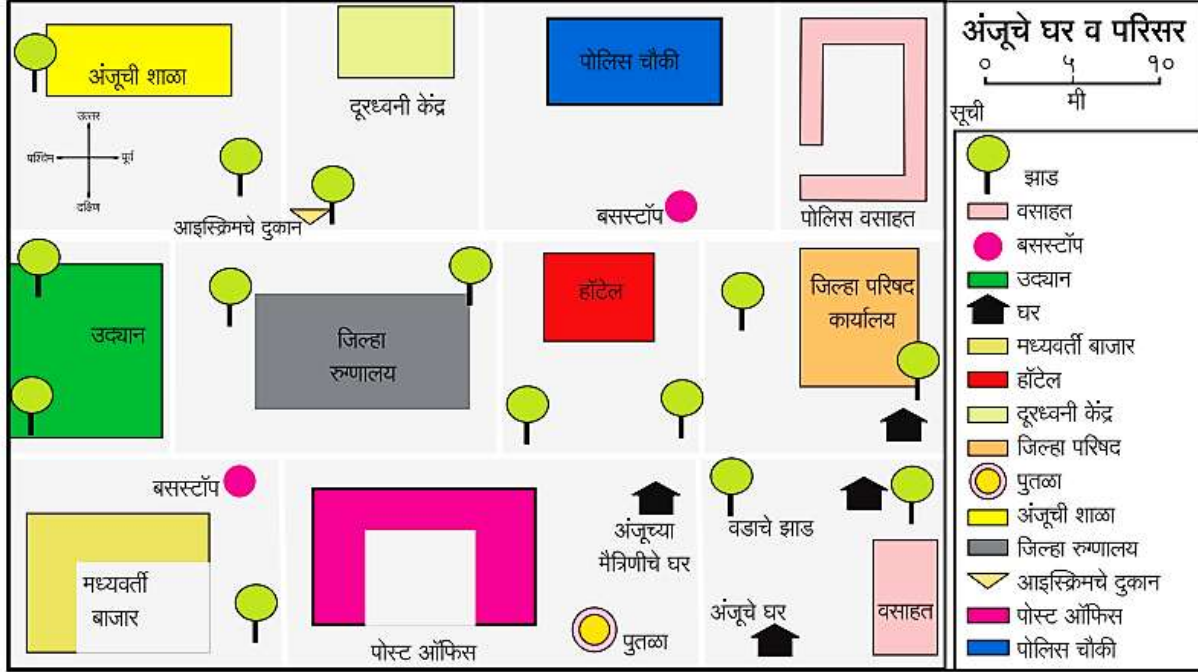 अंजूची शाळा
दूरध्वनी केंद्र
पोलिस चौकी
उत्तर
पश्चिम
पूर्व
दक्षिण
आइस्क्रिमचे दुकान
बसस्टॉप
पोलिस वसाहत
उद्यान
जिल्हा
रुग्णालय
हॉटेल
जिल्हा परिषद
कार्यालय
बसस्टॉप
मध्यवर्ती
बाजार
पोस्ट ऑफिस
अंजूच्या
मैत्रिणीचे घर
पुतळा
वडाचे झाड
अंजूचे घर
वसाहत
अंजूचे घर व परिसर
० ५ १०
मी
सूची
झाड
वसाहत
बसस्टॉप
उद्यान
घर
मध्यवर्ती बाजार
हॉटेल
दूरध्वनी केंद्र
जिल्हा परिषद
पुतळा
अंजूची शाळा
जिल्हा रुग्णालय
आइस्क्रिमचे दुकान
पोस्ट ऑफिस
पोलिस चौकी